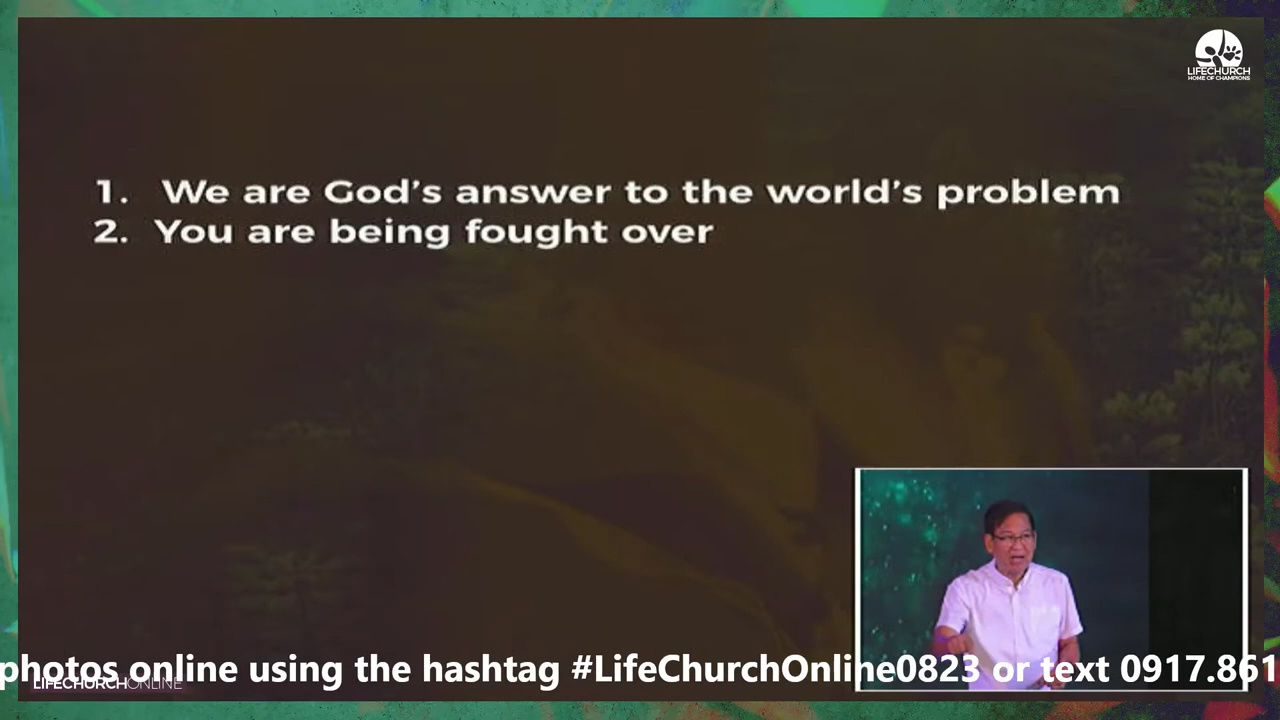 LIFECHURCH
HOME OF CHAMPIONS
1. We are God's answer to the world's problem
2. You are being fought over
photos online using the hashtag #LifeChurchOnline0823 or text 0917.861
LIFECHURCHONLINE